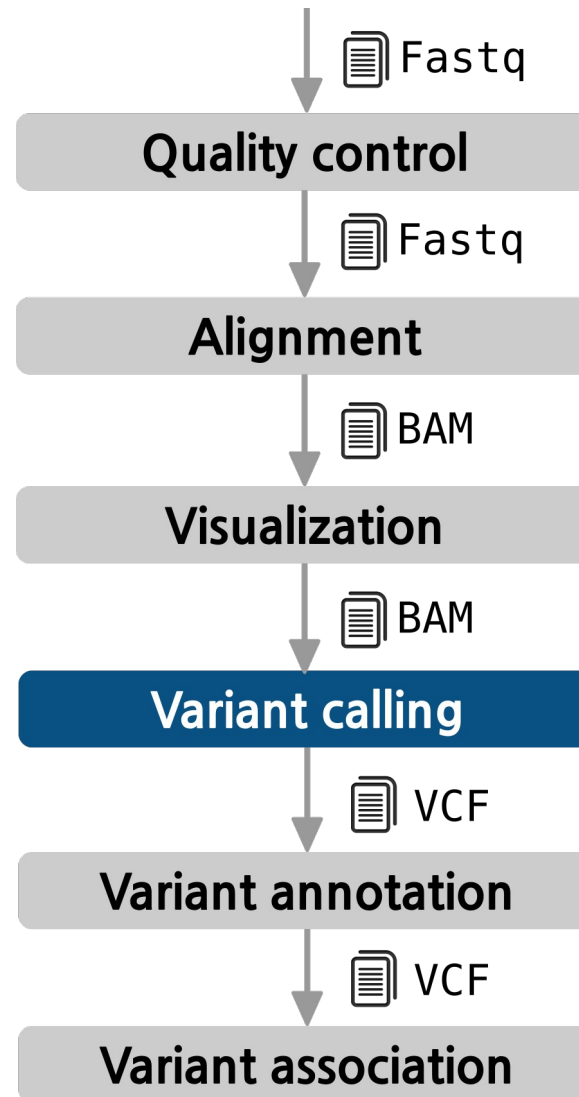 Fastq
Quality control
Fastq
Alignment
BAM
Visualization
BAM
Variant calling
VCF
Variant annotation
VCF
Variant association